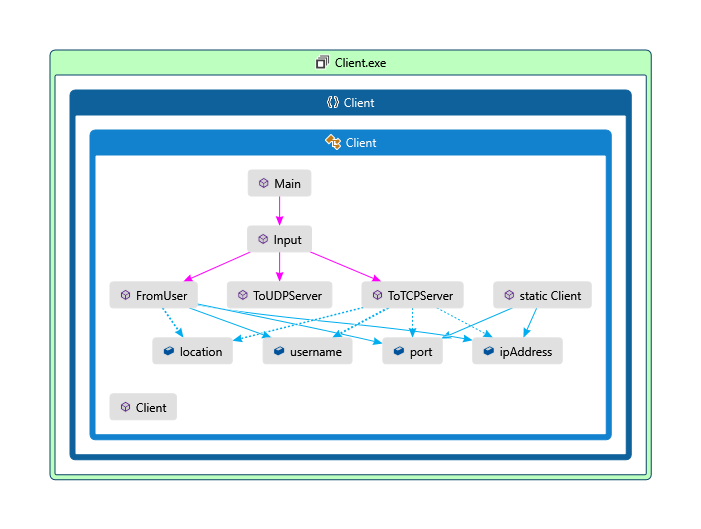 Client.exe
Client
Client
Main
Input
FromUser
ToUDPServer
ToTCPServer
static Client
location
username
port
ipAddress
Client